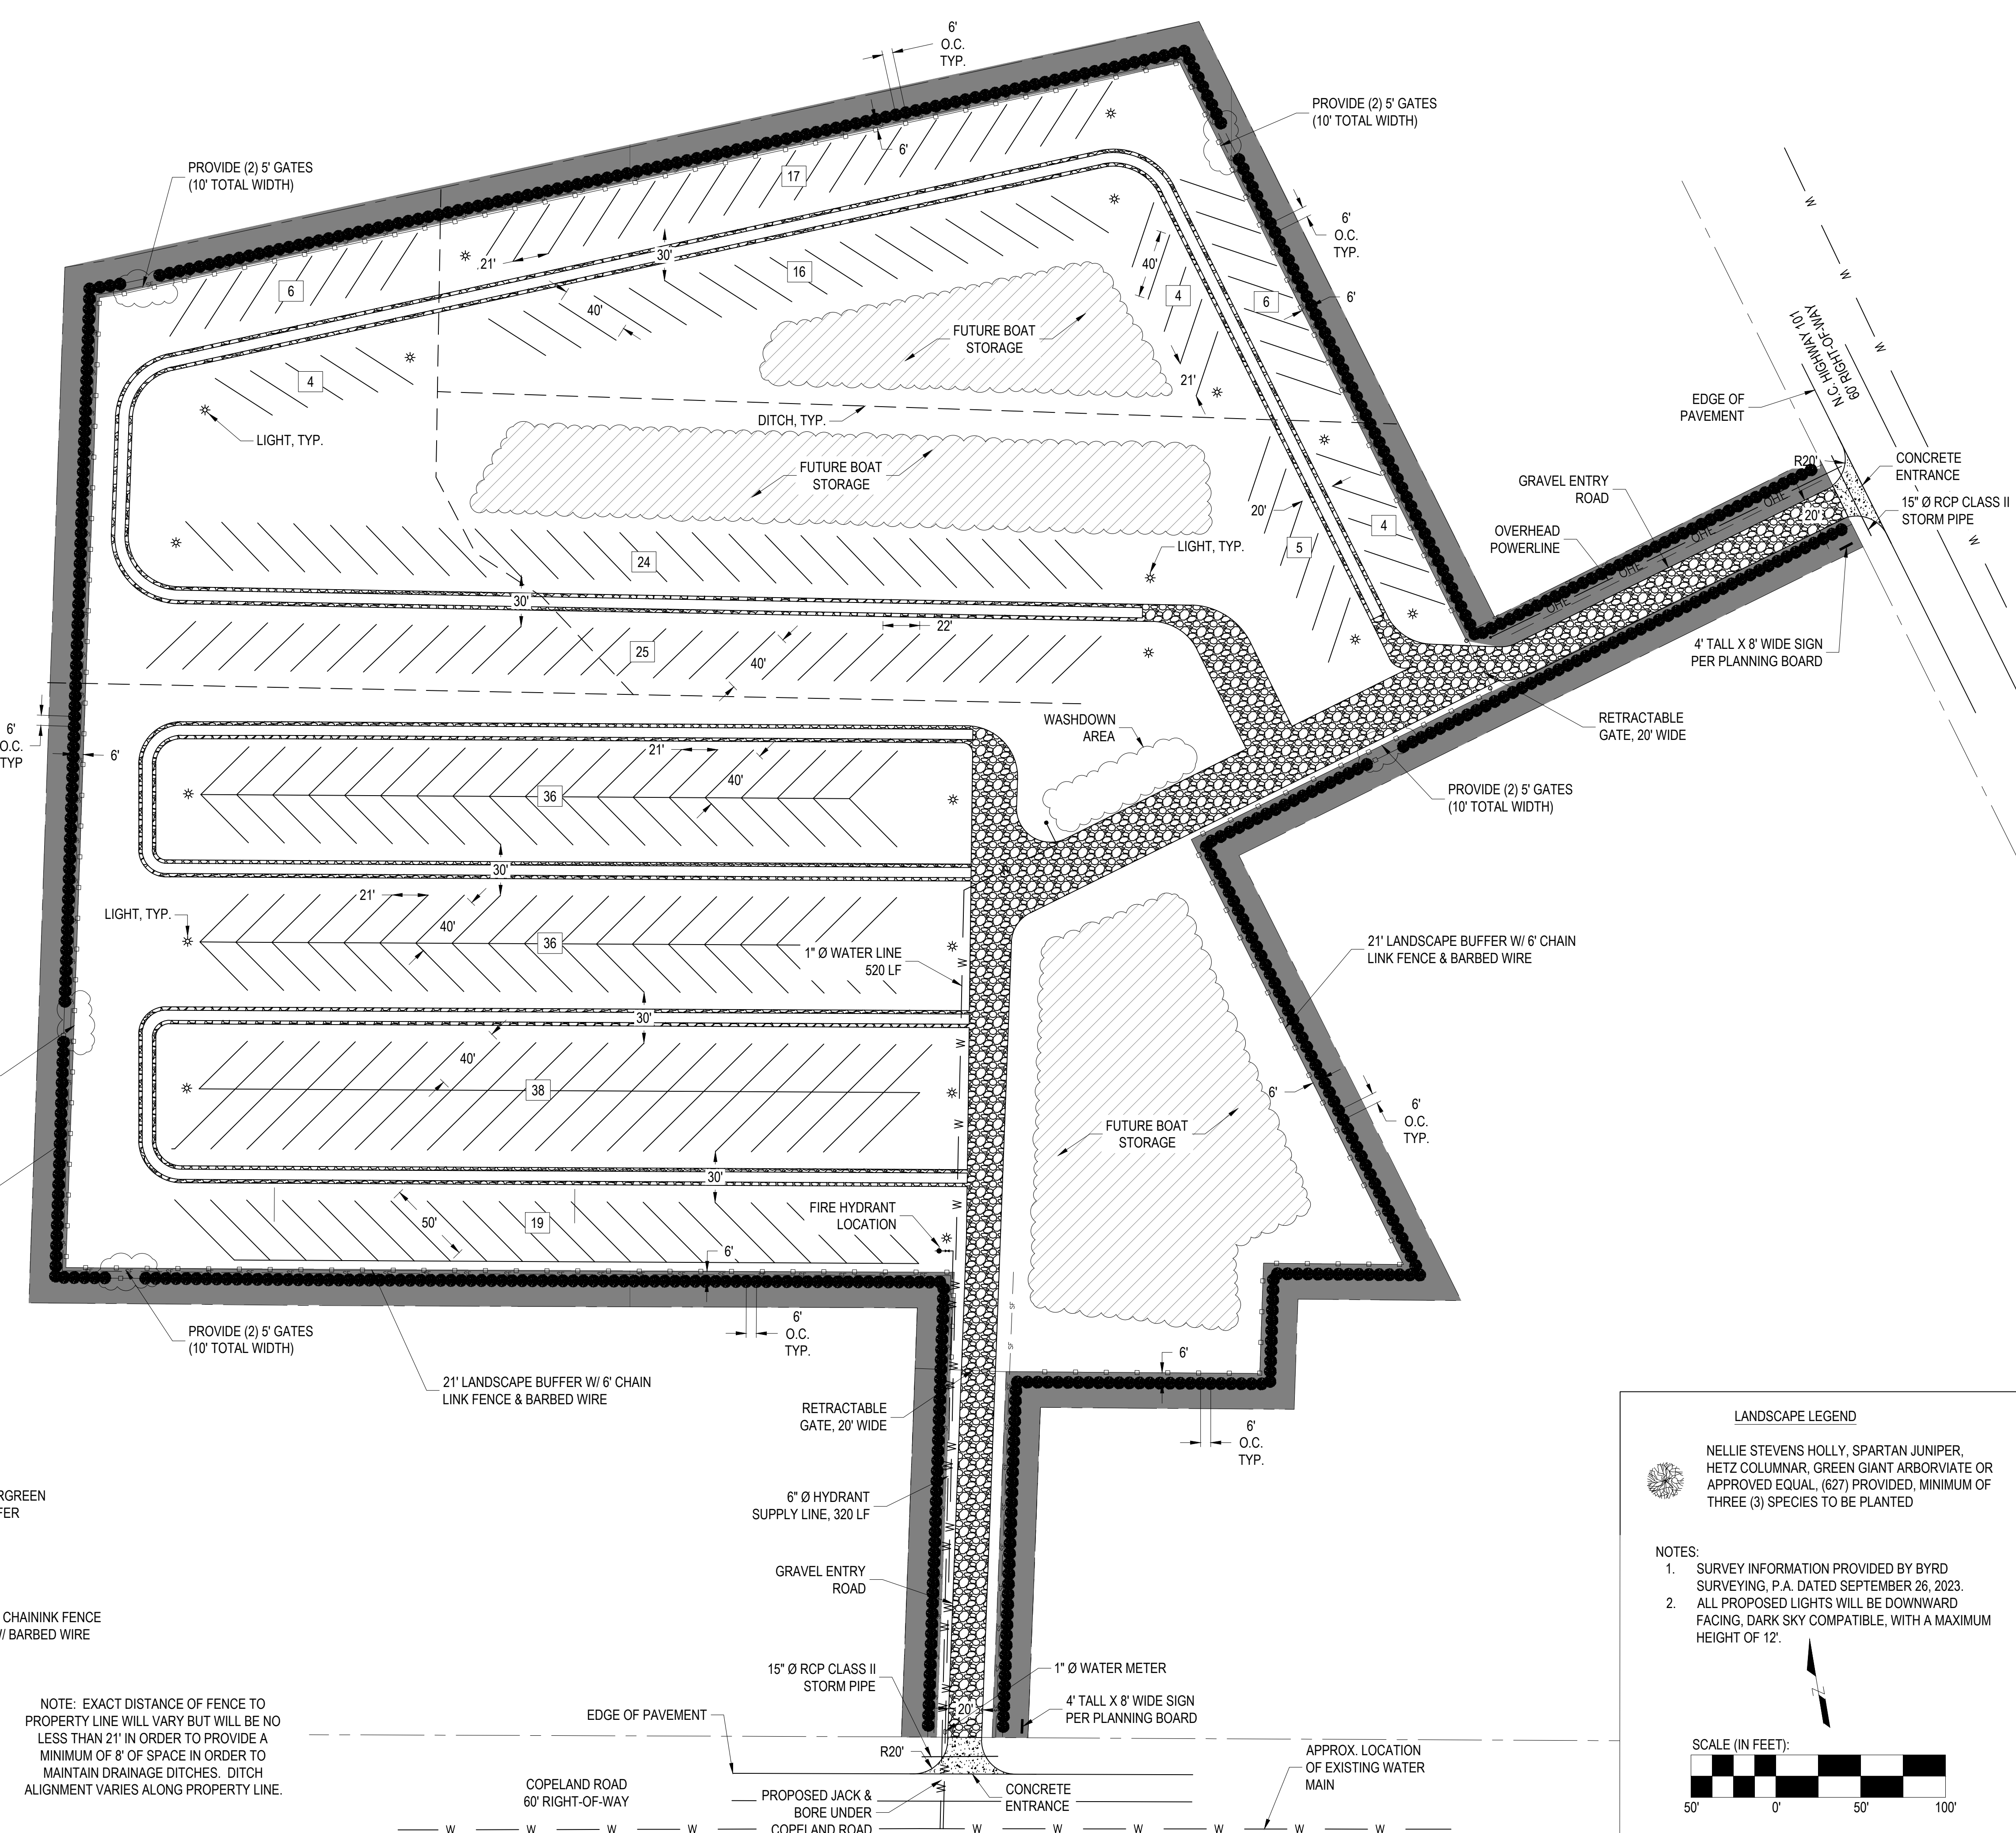 6'
O.C.
TYP.
PROVIDE (2) 5' GATES
(10' TOTAL WIDTH)
PROVIDE (2) 5' GATES
(10' TOTAL WIDTH)
6'
17
6'
O.C.
TYP.
W
W
W
W
21'
30'
16
40'
4
6
6'
6
40'
FUTURE BOAT
STORAGE
N.C. HIGHWAY 101
60' RIGHT-OF-WAY
4
21'
EDGE OF
PAVEMENT
DITCH, TYP.
LIGHT, TYP.
FUTURE BOAT
STORAGE
R20'
CONCRETE
ENTRANCE
GRAVEL ENTRY
ROAD
15" Ø RCP CLASS II
STORM PIPE
20'
20'
4
OHE
OHE
OHE
OHE
OVERHEAD
POWERLINE
W
LIGHT, TYP.
5
24
30'
22'
25
40'
4' TALL X 8' WIDE SIGN
PER PLANNING BOARD
6'
O.C.
TYP
6'
WASHDOWN
AREA
RETRACTABLE
GATE, 20' WIDE
21'
40'
36
PROVIDE (2) 5' GATES
(10' TOTAL WIDTH)
30'
21'
LIGHT, TYP.
40'
36
1" Ø WATER LINE
520 LF
W
21' LANDSCAPE BUFFER W/ 6' CHAIN
LINK FENCE & BARBED WIRE
30'
W
40'
38
6'
6'
O.C.
TYP.
W
FUTURE BOAT
STORAGE
30'
W
W
50'
19
FIRE HYDRANT
LOCATION
6'
W
W
SF
6'
O.C.
TYP.
PROVIDE (2) 5' GATES
(10' TOTAL WIDTH)
SF
6'
W
21' LANDSCAPE BUFFER W/ 6' CHAIN
LINK FENCE & BARBED WIRE
RETRACTABLE
GATE, 20' WIDE
W
6'
O.C.
TYP.
W
W
6" Ø HYDRANT
SUPPLY LINE, 320 LF
W
W
GRAVEL ENTRY
ROAD
W
W
W
CHAININK FENCE
W/ BARBED WIRE
15" Ø RCP CLASS II
STORM PIPE
1" Ø WATER METER
W
20'
4' TALL X 8' WIDE SIGN
PER PLANNING BOARD
EDGE OF PAVEMENT
R20'
W
NOTE: EXACT DISTANCE OF FENCE TO
PROPERTY LINE WILL VARY BUT WILL BE NO
LESS THAN 21' IN ORDER TO PROVIDE A
MINIMUM OF 8' OF SPACE IN ORDER TO
MAINTAIN DRAINAGE DITCHES. DITCH
ALIGNMENT VARIES ALONG PROPERTY LINE.
COPELAND ROAD
60' RIGHT-OF-WAY
W
PROPOSED JACK &
BORE UNDER
COPELAND ROAD
CONCRETE
ENTRANCE
APPROX. LOCATION
OF EXISTING WATER
MAIN
W W W W W W W W W W
LANDSCAPE LEGEND
NELLIE STEVENS HOLLY, SPARTAN JUNIPER,
HETZ COLUMNAR, GREEN GIANT ARBORVIATE OR
APPROVED EQUAL, (627) PROVIDED, MINIMUM OF
THREE (3) SPECIES TO BE PLANTED
NOTES:
1. SURVEY INFORMATION PROVIDED BY BYRD
SURVEYING, P.A. DATED SEPTEMBER 26, 2023.
2. ALL PROPOSED LIGHTS WILL BE DOWNWARD
FACING, DARK SKY COMPATIBLE, WITH A MAXIMUM
HEIGHT OF 12'.
SCALE (IN FEET):
50' 0' 50' 100'